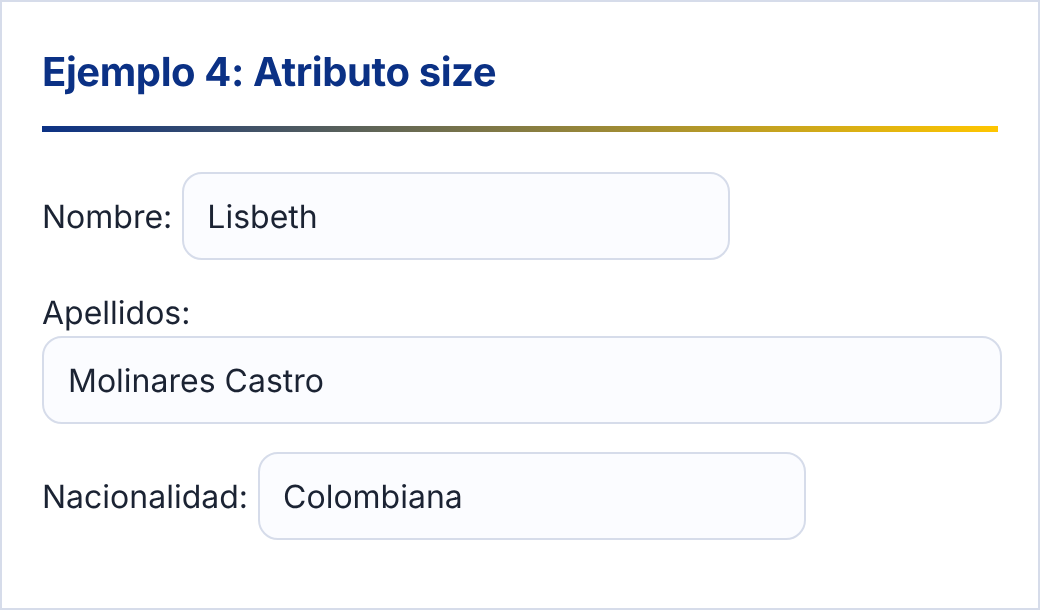 Ejemplo 4: Atributo size
Nombre: Lisbeth
Apellidos:
Molinares Castro
Nacionalidad: Colombiana